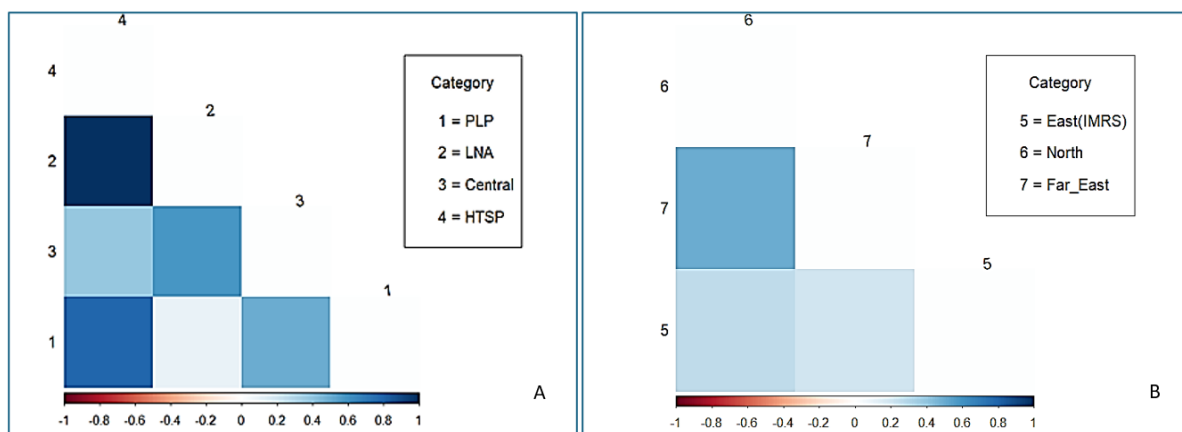 4
4
2
2
3
3
1
1
-1 -0.8 -0.6 -0.4 -0.2 0 0.2 0.4 0.6 0.8 1
Category
1 = PLP
2 = LNA
3 = Central
4 = HTSP
A
6
6
7
7
5
5
-1 -0.8 -0.6 -0.4 -0.2 0 0.2 0.4 0.6 0.8 1
Category
5 = East(IMRS)
6 = North
7 = Far_East
B